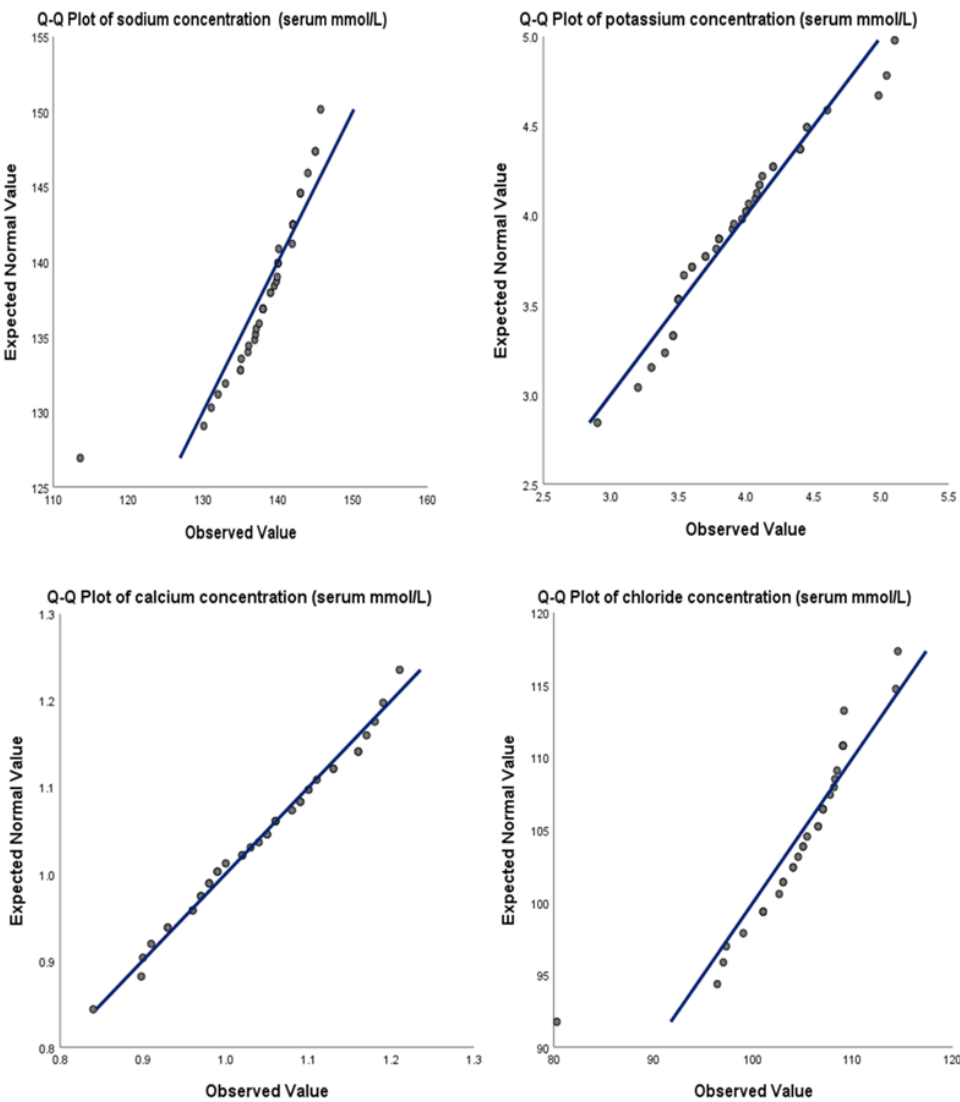 Q-Q Plot of sodium concentration (serum mmol/L)
155
150
145
140
135
130
125
Expected Normal Value
110 120 130 140 150 160
Observed Value
Q-Q Plot of potassium concentration (serum mmol/L)
5.0
4.5
4.0
3.5
3.0
2.5
Expected Normal Value
2.5 3.0 3.5 4.0 4.5 5.0 5.5
Observed Value
Q-Q Plot of calcium concentration (serum mmol/L)
1.3
1.2
1.1
1.0
0.9
0.8
Expected Normal Value
0.8 0.9 1.0 1.1 1.2 1.3
Observed Value
Q-Q Plot of chloride concentration (serum mmol/L)
120
115
110
105
100
95
90
Expected Normal Value
80 90 100 110 120
Observed Value